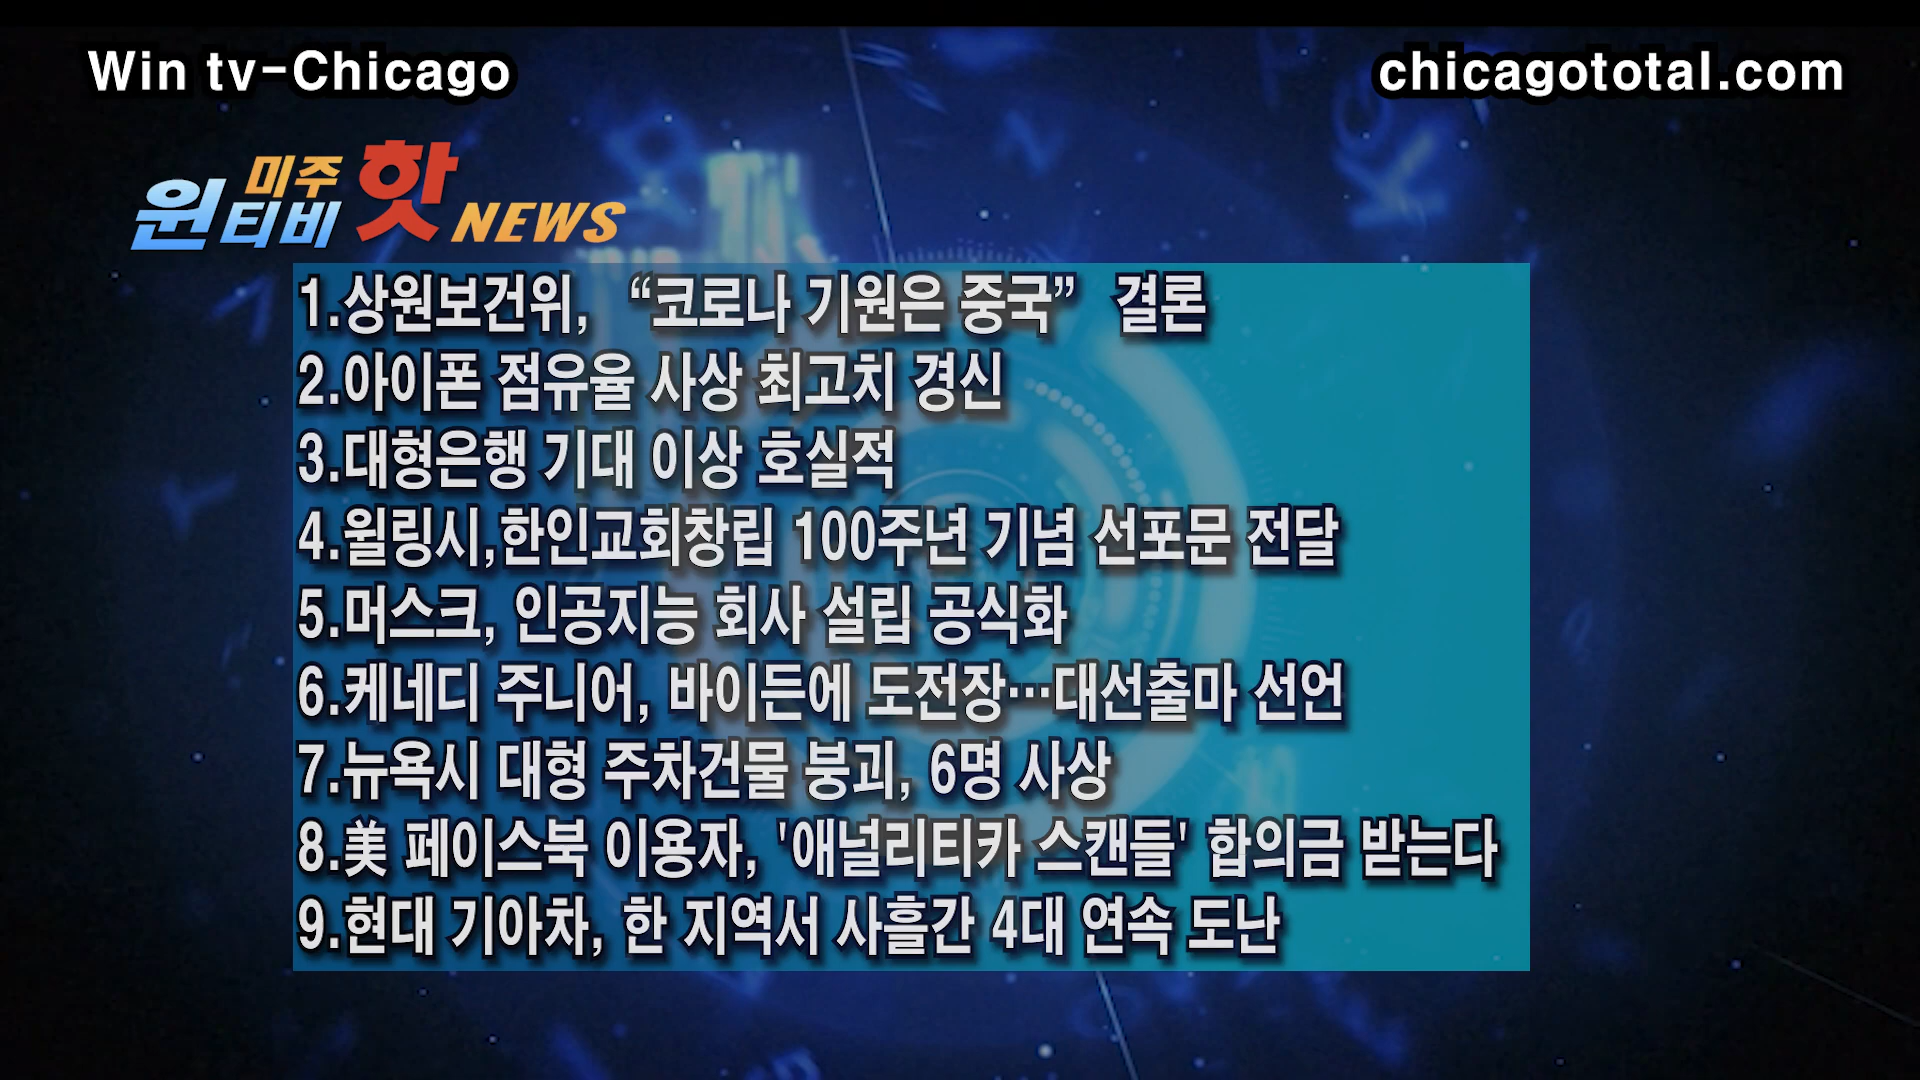 Win tv-Chicago
chicagototal.com
미주
윈티비 핫 NEWS
1.상원보건위, “코로나 기원은 중국” 결론
2.아이폰 점유율 사상 최고치 경신
3.대형은행 기대 이상 호실적
4.윌링시,한인교회창립 100주년 기념 선포문 전달
5.머스크, 인공지능 회사 설립 공식화
6.케네디 주니어, 바이든에 도전장…대선출마 선언
7.뉴욕시 대형 주차건물 붕괴, 6명 사상
8.美 페이스북 이용자, '애널리티카 스캔들' 합의금 받는다
9.현대 기아차, 한 지역서 사흘간 4대 연속 도난